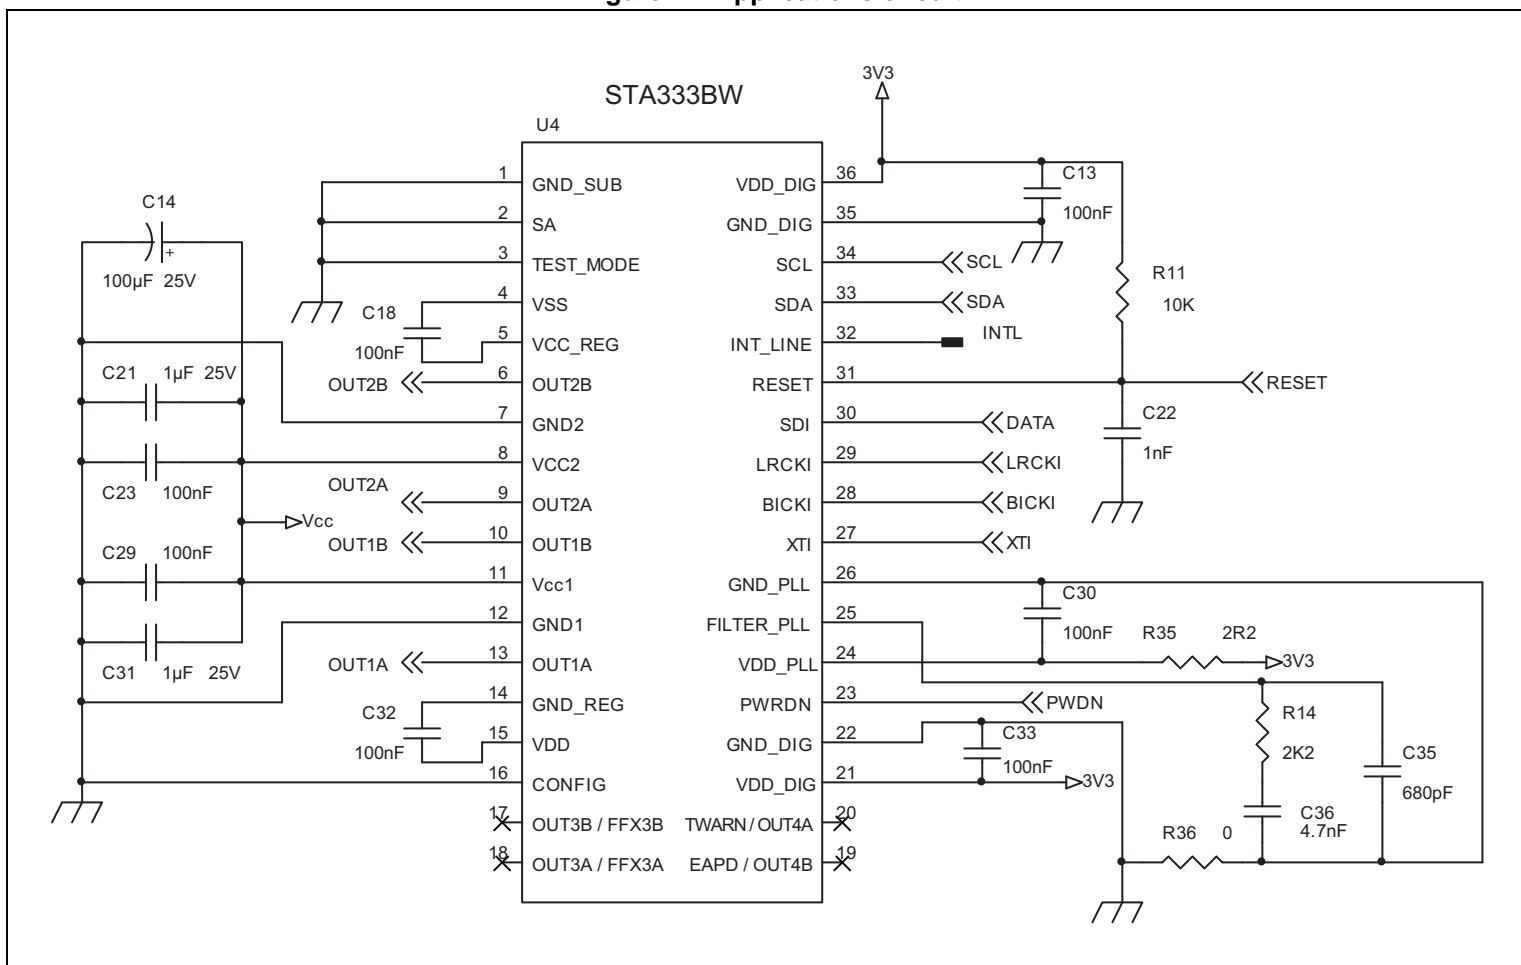 STA333BW
U4
3V3
1 GND_SUB
2 SA
3 TEST_MODE
4 VSS
5 VCC_REG
6 OUT2B
7 GND2
8 VCC2
9 OUT2A
10 OUT1B
11 Vcc1
12 GND1
13 OUT1A
14 GND_REG
15 VDD
16 CONFIG
17 OUT3B / FFX3B
18 OUT3A / FFX3A
VDD_DIG 36
GND_DIG 35
SCL 34
SDA 33
INT_LINE 32
RESET 31
SDI 30
LRCKI 29
BICKI 28
XTI 27
GND_PLL 26
FILTER_PLL 25
VDD_PLL 24
PWRDN 23
GND_DIG 22
VDD_DIG 21
TWARN / OUT4A 20
EAPD / OUT4B 19
C14
100µF 25V
+
C18
100nF
OUT2B
C21 1µF 25V
C23 100nF
OUT2A
Vcc
OUT1B
C29 100nF
C31 1µF 25V
OUT1A
C32
100nF
C13
100nF
SCL
SDA
INTL
R11
10K
RESET
DATA
C22
1nF
LRCKI
BICKI
XTI
C30
100nF
R35 2R2
3V3
PWDN
R14
2K2
C33
100nF
3V3
C35
680pF
C36
4.7nF
R36 0